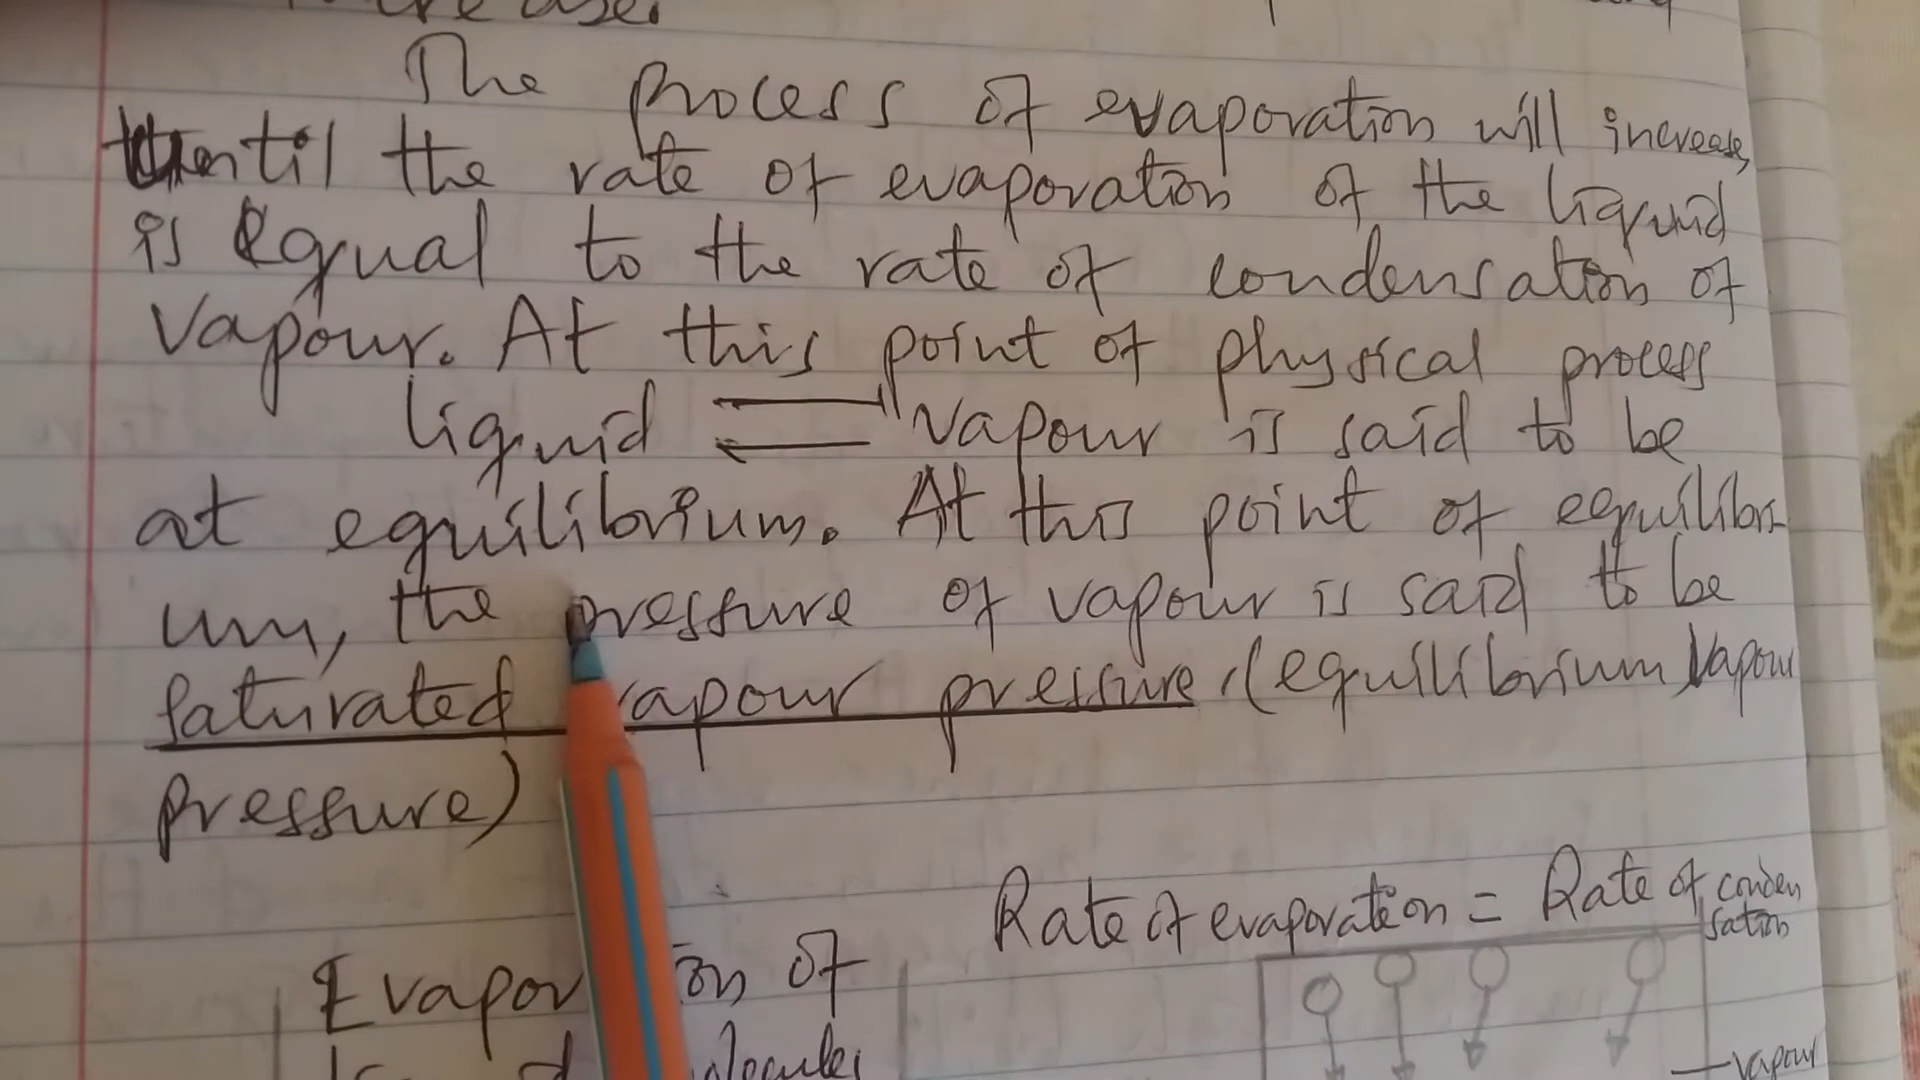 The process of evaporation will increase,
until the rate of evaporation of the liquid
is equal to the rate of condensation of
vapour. At this point of physical process
liquid ⇌ vapour is said to be
at equilibrium. At this point of equilibri-
um, the pressure of vapour is said to be
saturated vapour pressure. (equilibrium vapour
pressure)
Rate of evaporation = Rate of conden
sation
Evaporation of
vapour